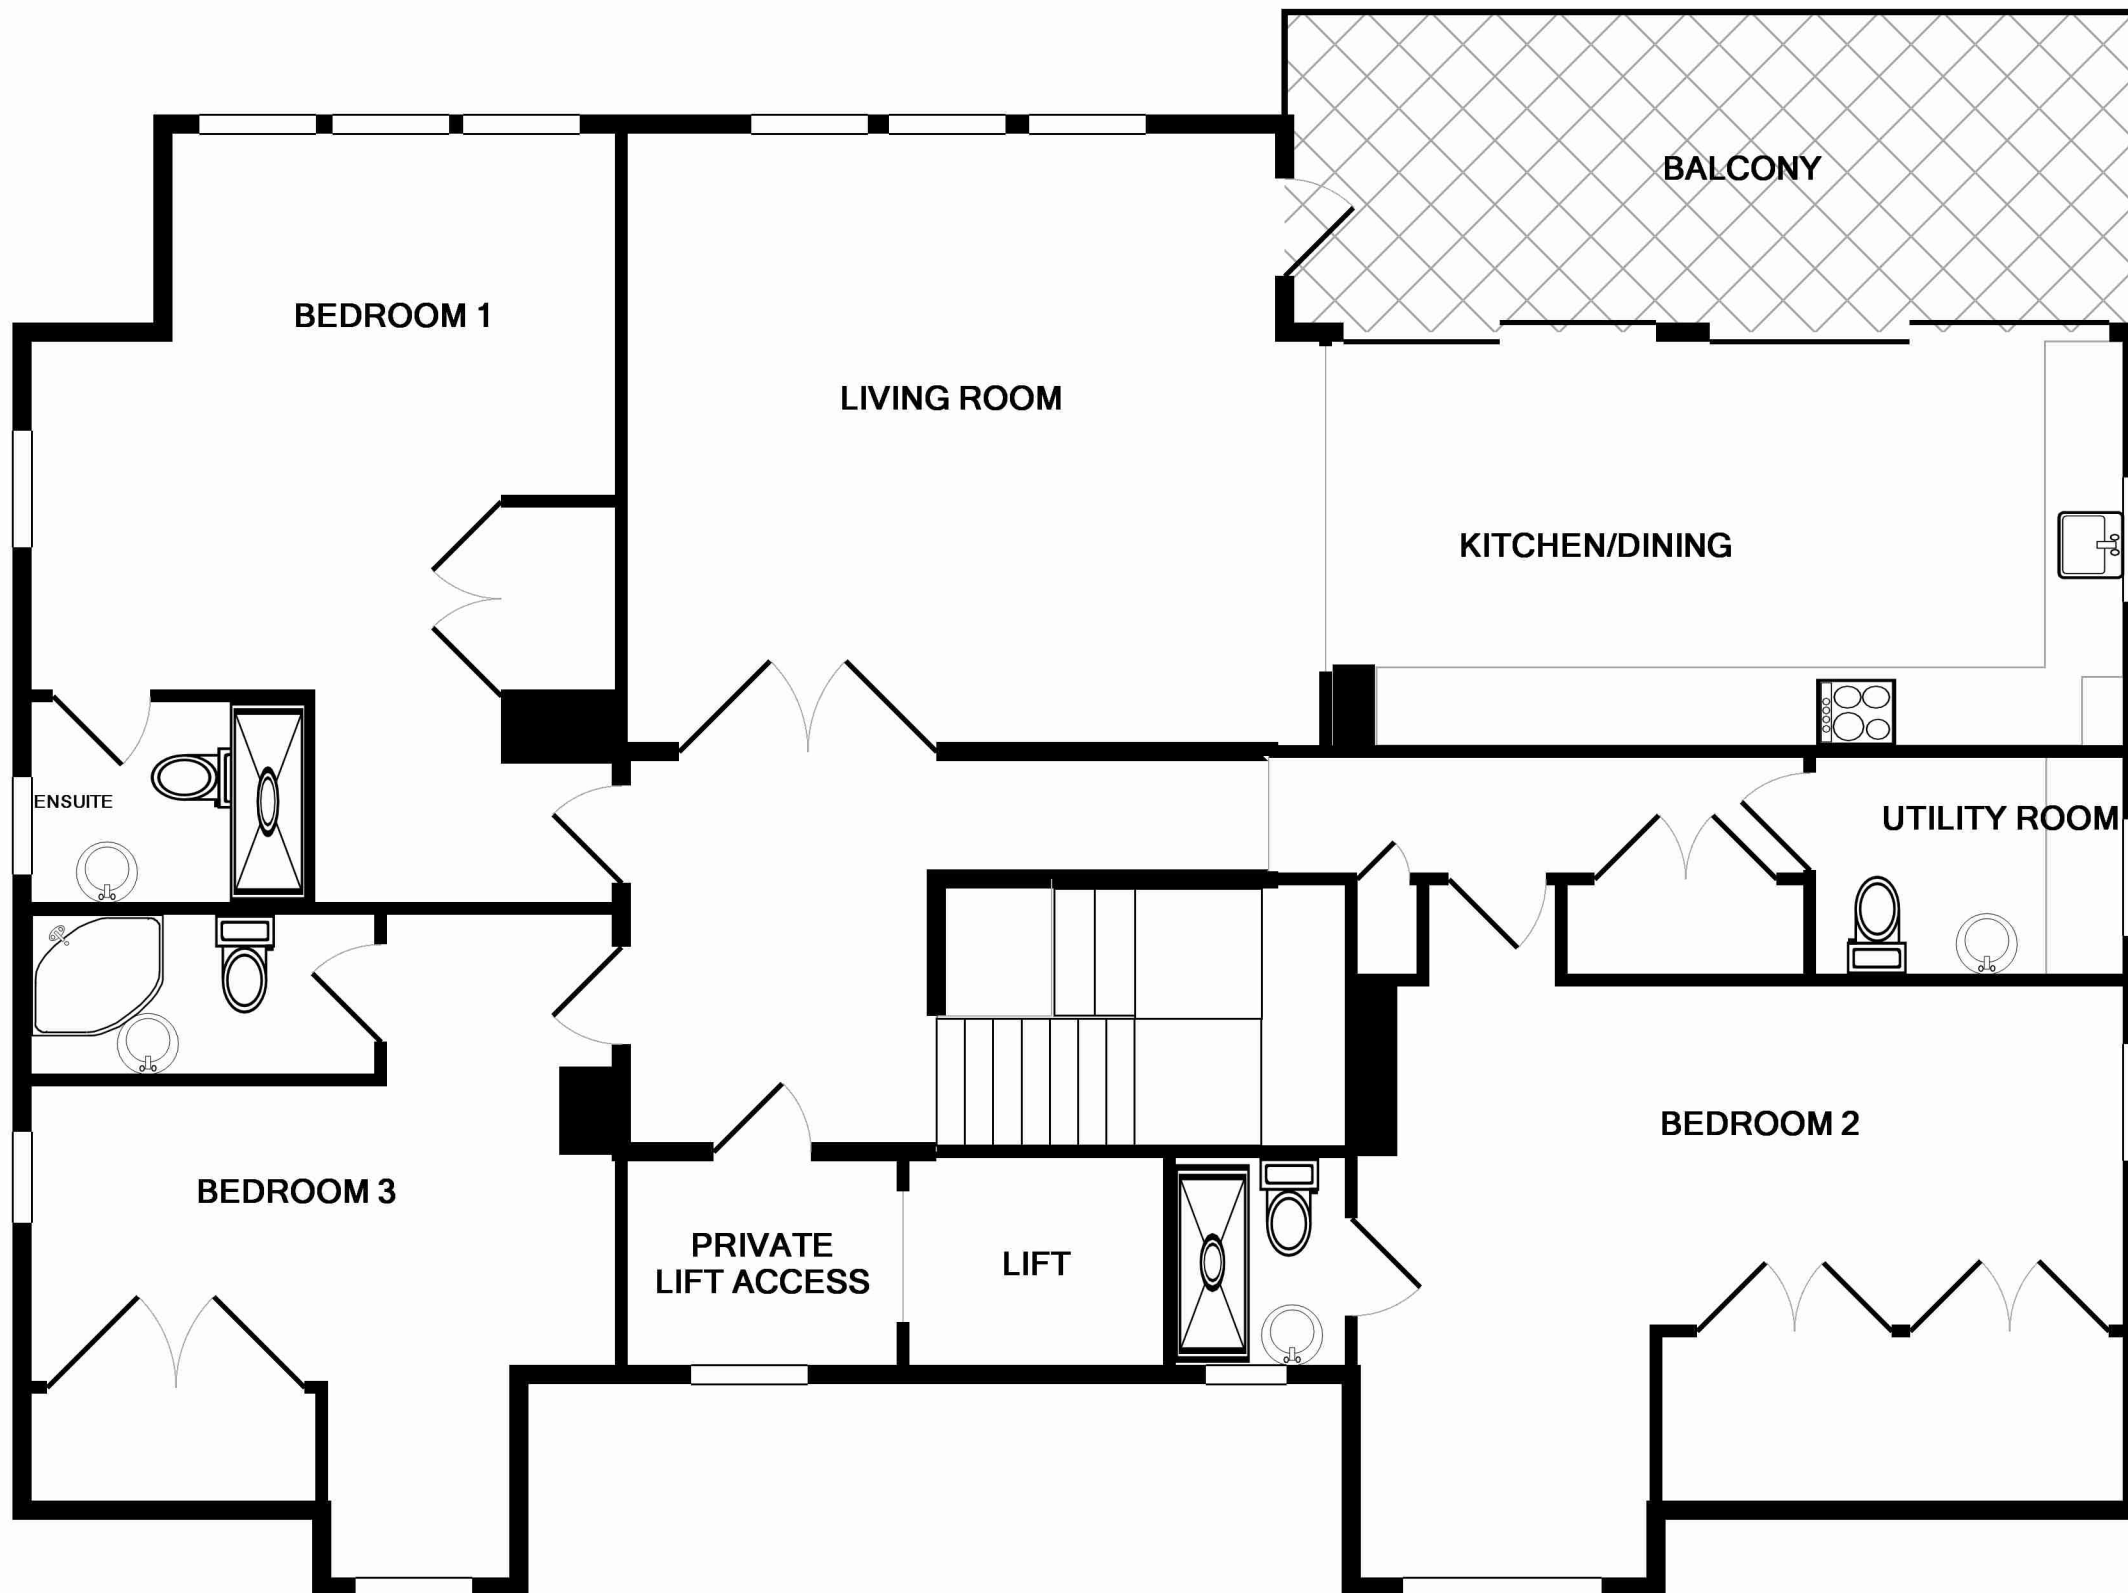 BALCONY
BEDROOM 1
LIVING ROOM
KITCHEN/DINING
ENSUITE
UTILITY ROOM
BEDROOM 2
BEDROOM 3
PRIVATE
LIFT ACCESS
LIFT